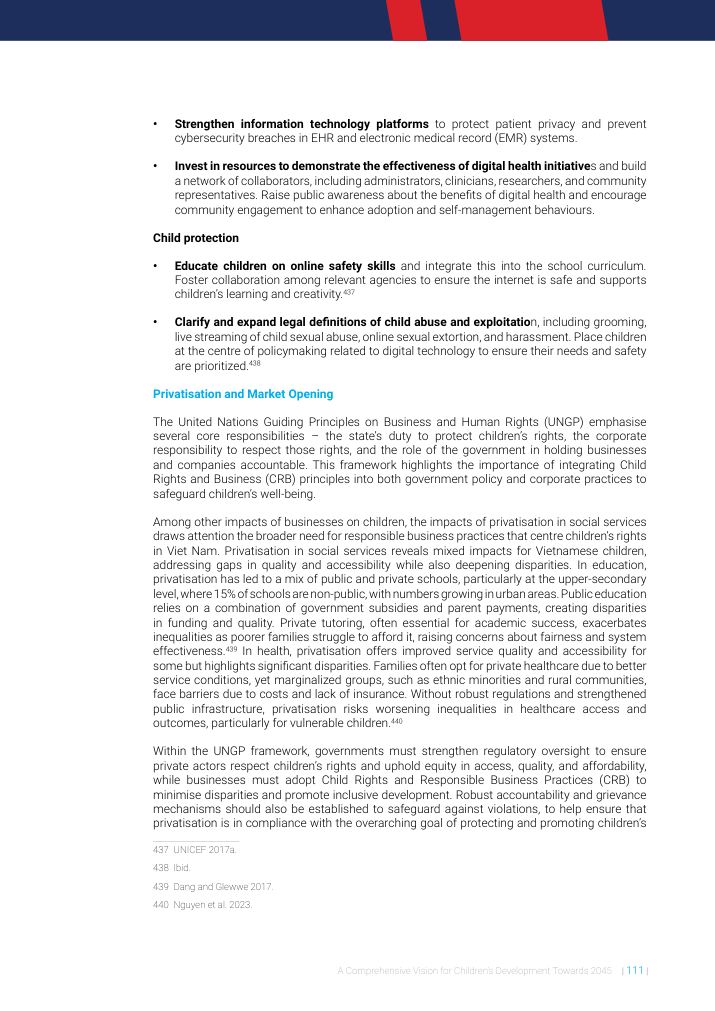 • Strengthen information technology platforms to protect patient privacy and prevent
cybersecurity breaches in EHR and electronic medical record (EMR) systems.
• Invest in resources to demonstrate the effectiveness of digital health initiatives and build
a network of collaborators, including administrators, clinicians, researchers, and community
representatives. Raise public awareness about the benefits of digital health and encourage
community engagement to enhance adoption and self-management behaviours.
Child protection
• Educate children on online safety skills and integrate this into the school curriculum.
Foster collaboration among relevant agencies to ensure the internet is safe and supports
children's learning and creativity.437
• Clarify and expand legal definitions of child abuse and exploitation, including grooming,
live streaming of child sexual abuse, online sexual extortion, and harassment. Place children
at the centre of policymaking related to digital technology to ensure their needs and safety
are prioritized.438
Privatisation and Market Opening
The United Nations Guiding Principles on Business and Human Rights (UNGP) emphasise
several core responsibilities – the state's duty to protect children's rights, the corporate
responsibility to respect those rights, and the role of the government in holding businesses
and companies accountable. This framework highlights the importance of integrating Child
Rights and Business (CRB) principles into both government policy and corporate practices to
safeguard children's well-being.
Among other impacts of businesses on children, the impacts of privatisation in social services
draws attention the broader need for responsible business practices that centre children's rights
in Viet Nam. Privatisation in social services reveals mixed impacts for Vietnamese children,
addressing gaps in quality and accessibility while also deepening disparities. In education,
privatisation has led to a mix of public and private schools, particularly at the upper-secondary
level, where 15% of schools are non-public, with numbers growing in urban areas. Public education
relies on a combination of government subsidies and parent payments, creating disparities
in funding and quality. Private tutoring, often essential for academic success, exacerbates
inequalities as poorer families struggle to afford it, raising concerns about fairness and system
effectiveness.439 In health, privatisation offers improved service quality and accessibility for
some but highlights significant disparities. Families often opt for private healthcare due to better
service conditions, yet marginalized groups, such as ethnic minorities and rural communities,
face barriers due to costs and lack of insurance. Without robust regulations and strengthened
public infrastructure, privatisation risks worsening inequalities in healthcare access and
outcomes, particularly for vulnerable children.440
Within the UNGP framework, governments must strengthen regulatory oversight to ensure
private actors respect children's rights and uphold equity in access, quality, and affordability,
while businesses must adopt Child Rights and Responsible Business Practices (CRB) to
minimise disparities and promote inclusive development. Robust accountability and grievance
mechanisms should also be established to safeguard against violations, to help ensure that
privatisation is in compliance with the overarching goal of protecting and promoting children's
437 UNICEF 2017a.
438 Ibid.
439 Dang and Glewwe 2017.
440 Nguyen et al. 2023.
A Comprehensive Vision for Children's Development Towards 2045 | 111 |